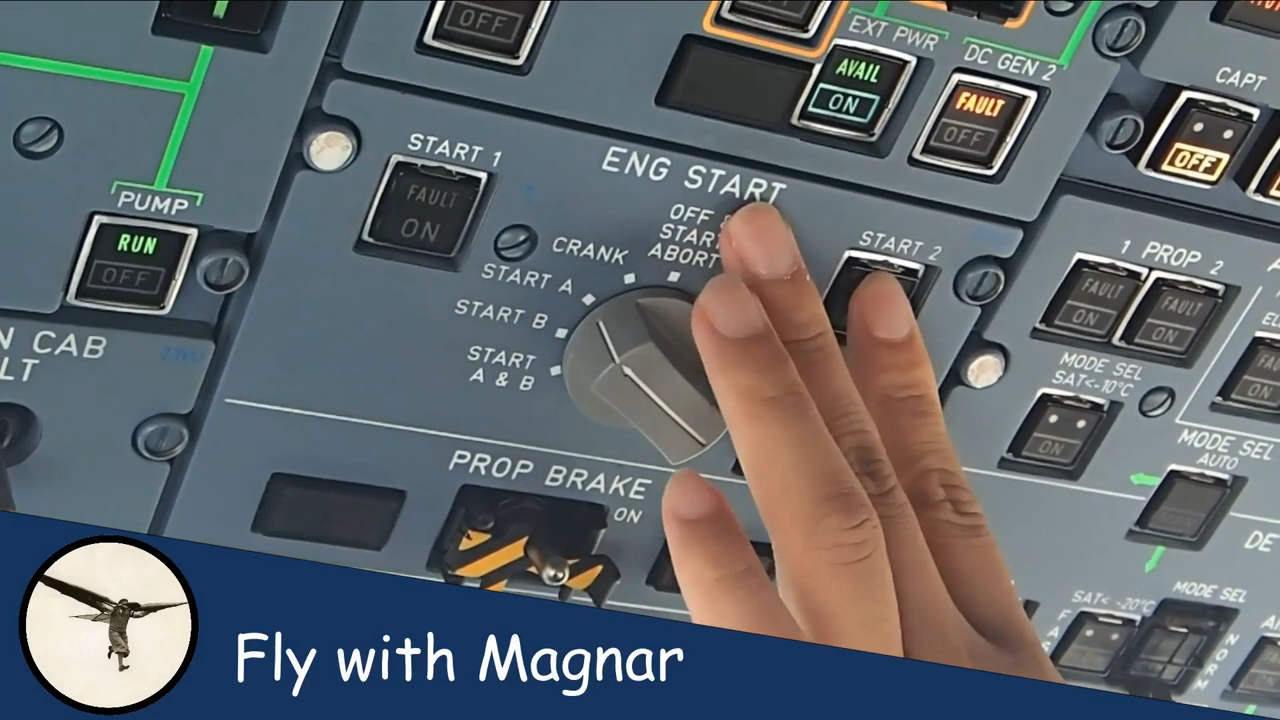 OFF
EXT PWR
AVAIL
ON
DC GEN 2
FAULT
OFF
CAPT
OFF
START 1
FAULT
ON
ENG START
OFF
START
ABORT
CRANK
START A
START B
START
A & B
START 2
PUMP
RUN
OFF
N CAB
LT
1 PROP 2
FAULT
ON
FAULT
ON
MODE SEL
SAT<-10°C
ON
MODE SEL
AUTO
PROP BRAKE
ON
DE
SAT< -20°C
MODE SEL
F
A
S
N
O
R
M
Fly with Magnar